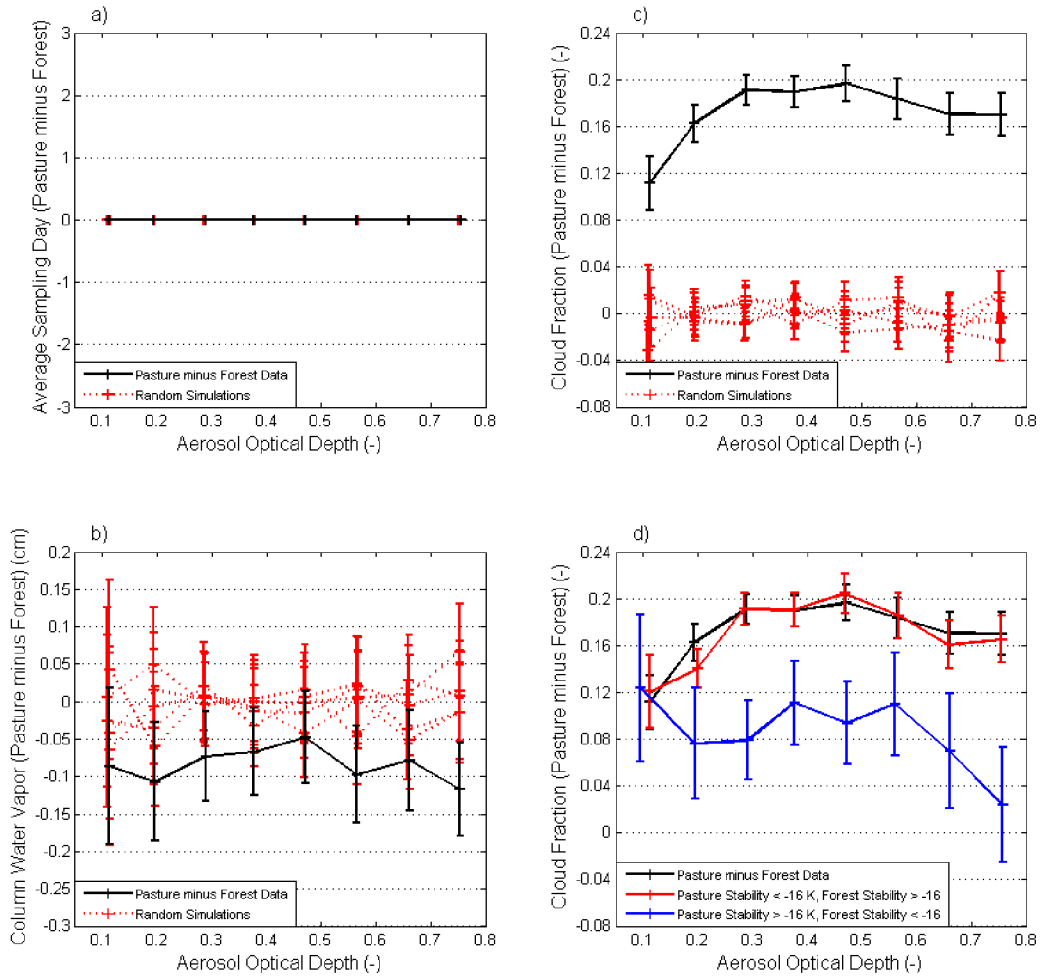 a)
Average Sampling Day (Pasture minus Forest)
3
2
1
0
-1
-2
-3
Pasture minus Forest Data
Random Simulations
0.1 0.2 0.3 0.4 0.5 0.6 0.7 0.8
Aerosol Optical Depth (-)
c)
Cloud Fraction (Pasture minus Forest) (-)
0.24
0.2
0.16
0.12
0.08
0.04
0
-0.04
-0.08
Pasture minus Forest Data
Random Simulations
0.1 0.2 0.3 0.4 0.5 0.6 0.7 0.8
Aerosol Optical Depth (-)
b)
Column Water Vapor (Pasture minus Forest) (cm)
0.2
0.15
0.1
0.05
0
-0.05
-0.1
-0.15
-0.2
-0.25
-0.3
Pasture minus Forest Data
Random Simulations
0.1 0.2 0.3 0.4 0.5 0.6 0.7 0.8
Aerosol Optical Depth (-)
d)
Cloud Fraction (Pasture minus Forest) (-)
0.24
0.2
0.16
0.12
0.08
0.04
0
-0.04
-0.08
Pasture minus Forest Data
Pasture Stability < -16 K, Forest Stability > -16
Pasture Stability > -16 K, Forest Stability < -16
0.1 0.2 0.3 0.4 0.5 0.6 0.7 0.8
Aerosol Optical Depth (-)